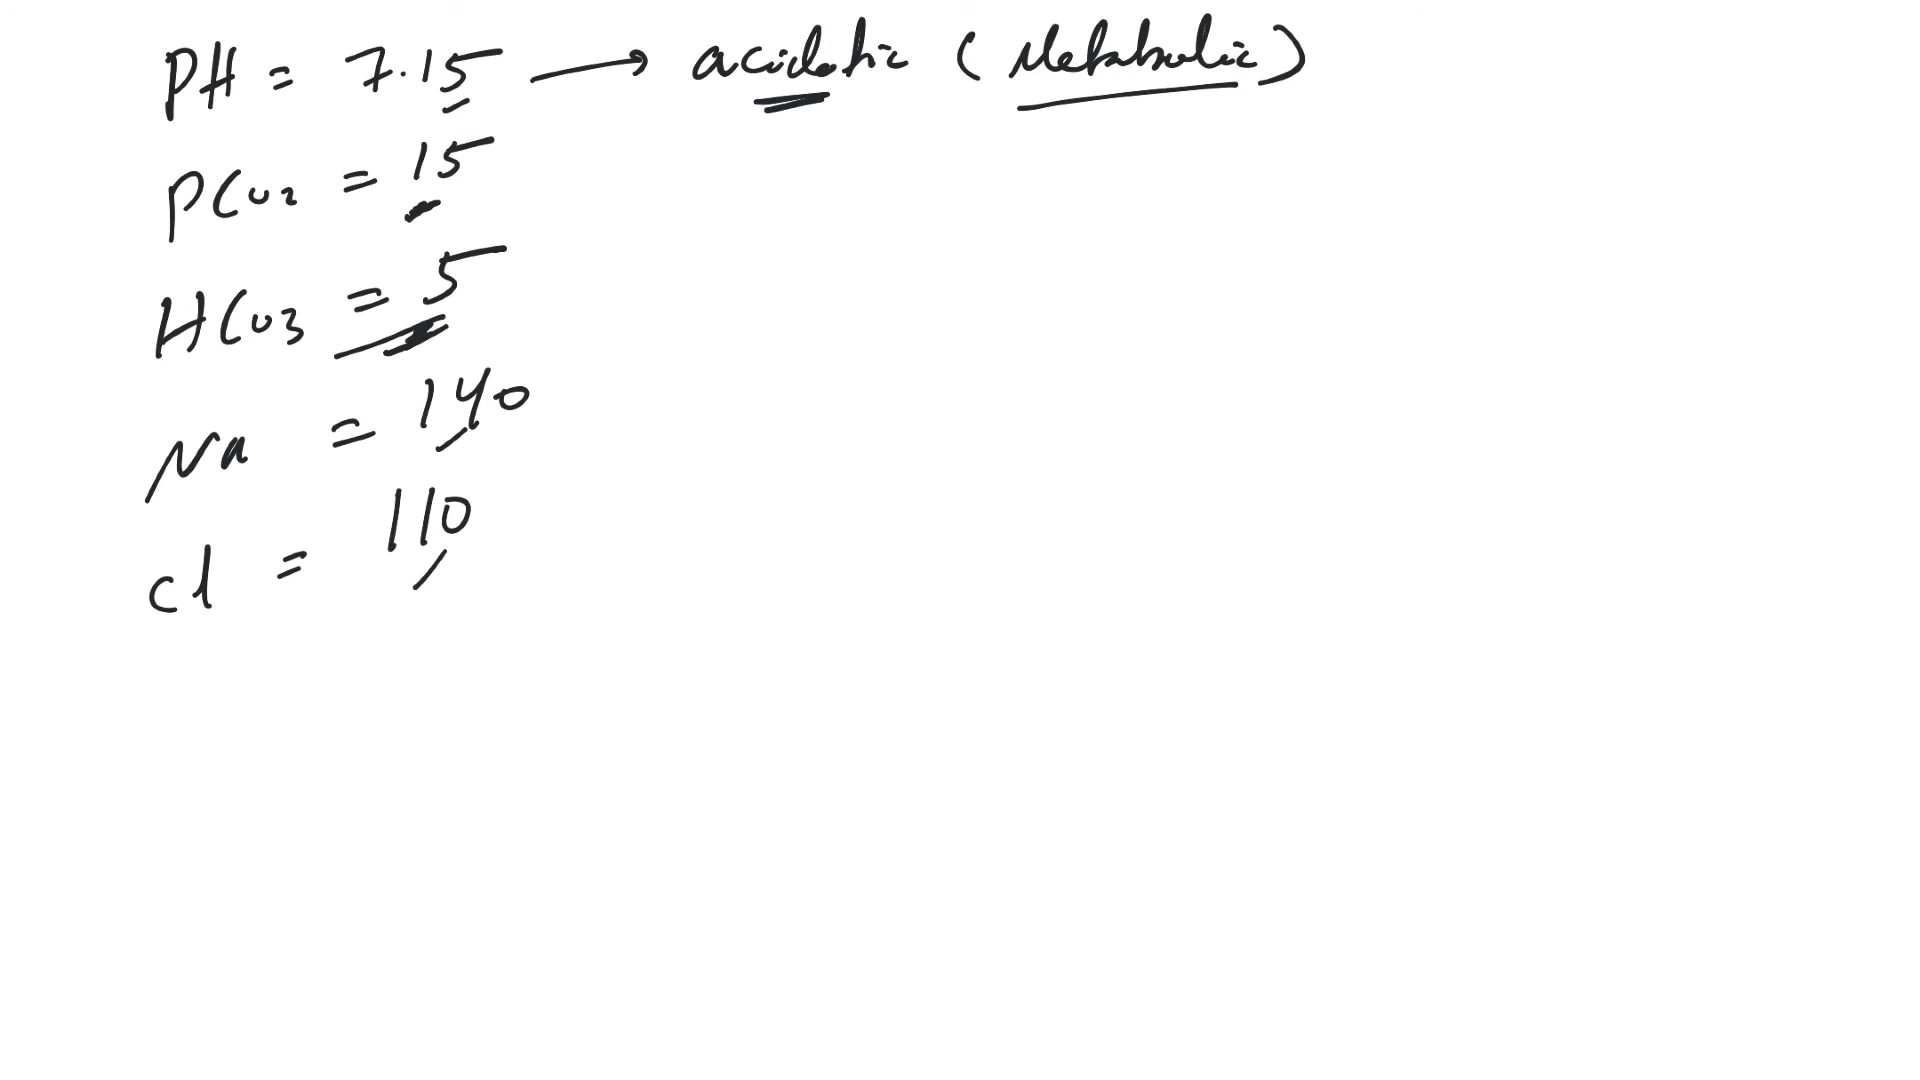 PH = 7.15 → acidotic (Metabolic)
PCO2 = 15
HCO3 = 5
Na = 140
cl = 110